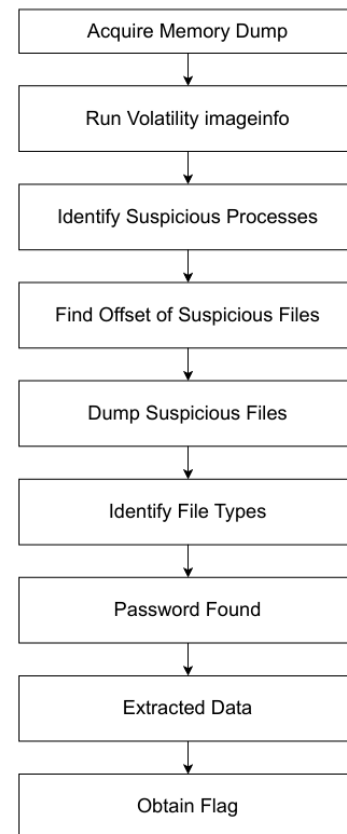 Acquire Memory Dump
Run Volatility imageinfo
Identify Suspicious Processes
Find Offset of Suspicious Files
Dump Suspicious Files
Identify File Types
Password Found
Extracted Data
Obtain Flag